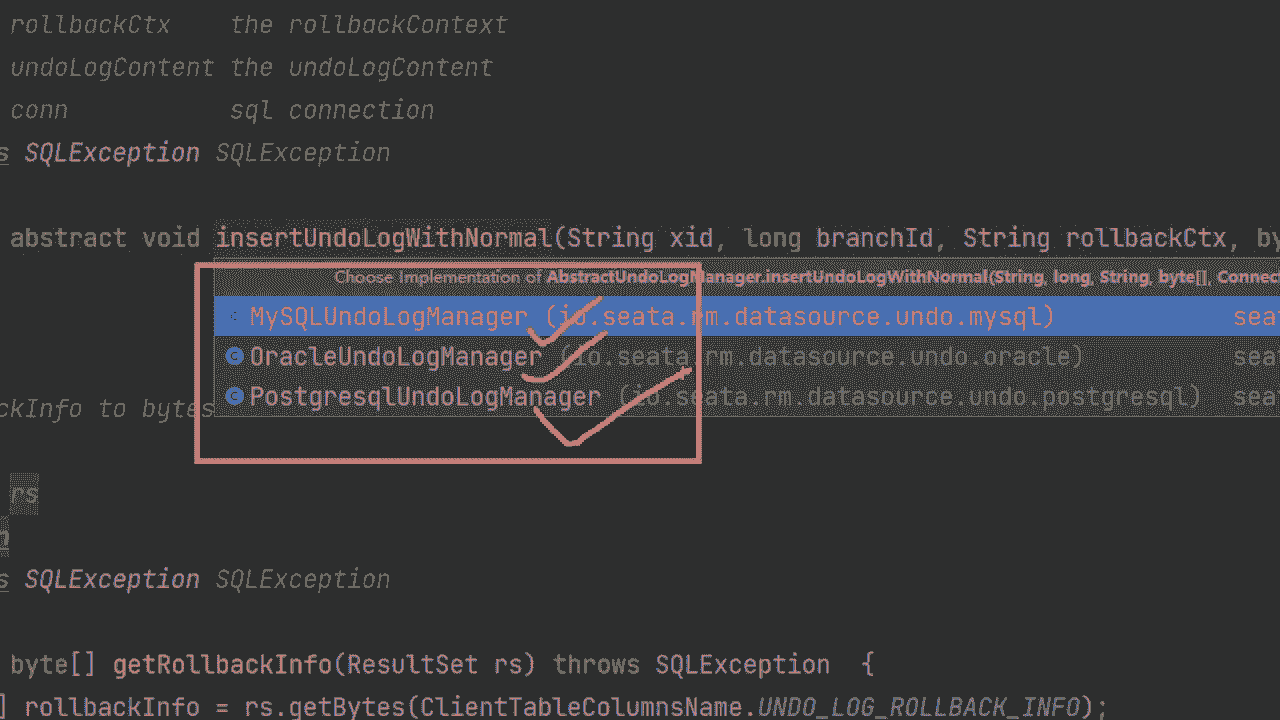 rollbackCtx the rollbackContext
undoLogContent the undoLogContent
conn sql connection
s SQLException SQLException
abstract void insertUndoLogWithNormal(String xid, long branchId, String rollbackCtx, by
Choose Implementation of AbstractUndoLogManager.insertUndoLogWithNormal(String, long, String, byte[], Connec
MySQLUndoLogManager (io.seata.rm.datasource.undo.mysql) seat
OracleUndoLogManager (io.seata.rm.datasource.undo.oracle) seat
PostgresqlUndoLogManager (io.seata.rm.datasource.undo.postgresql) seat
ckInfo to bytes
rs
n
s SQLException SQLException
byte[] getRollbackInfo(ResultSet rs) throws SQLException {
] rollbackInfo = rs.getBytes(ClientTableColumnsName.UNDO_LOG_ROLLBACK_INFO);